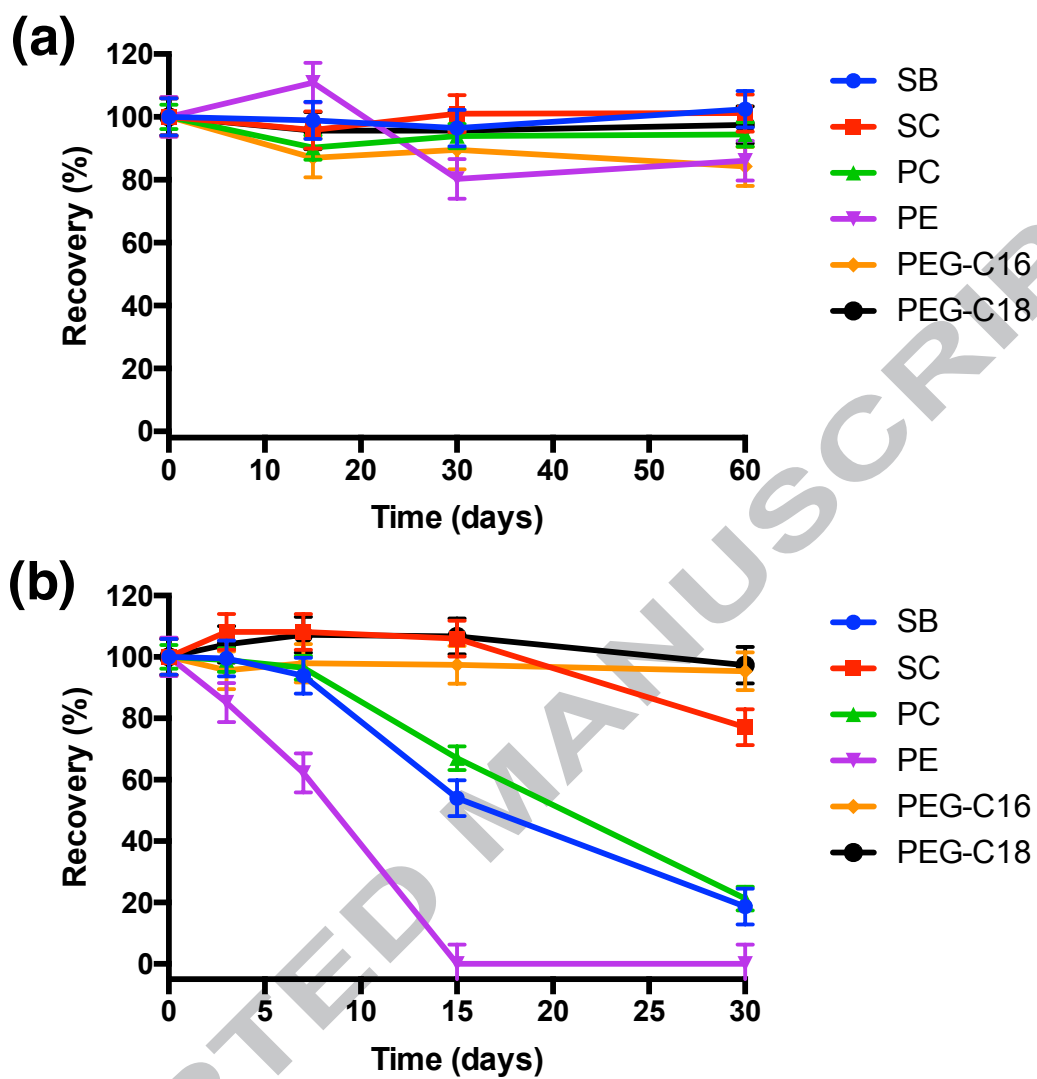 (a)
120
100
80
60
40
20
0
Recovery (%)
0 10 20 30 40 50 60
Time (days)
SB
SC
PC
PE
PEG-C16
PEG-C18
(b)
120
100
80
60
40
20
0
Recovery (%)
0 5 10 15 20 25 30
Time (days)
SB
SC
PC
PE
PEG-C16
PEG-C18
PTED MANUSCRIP